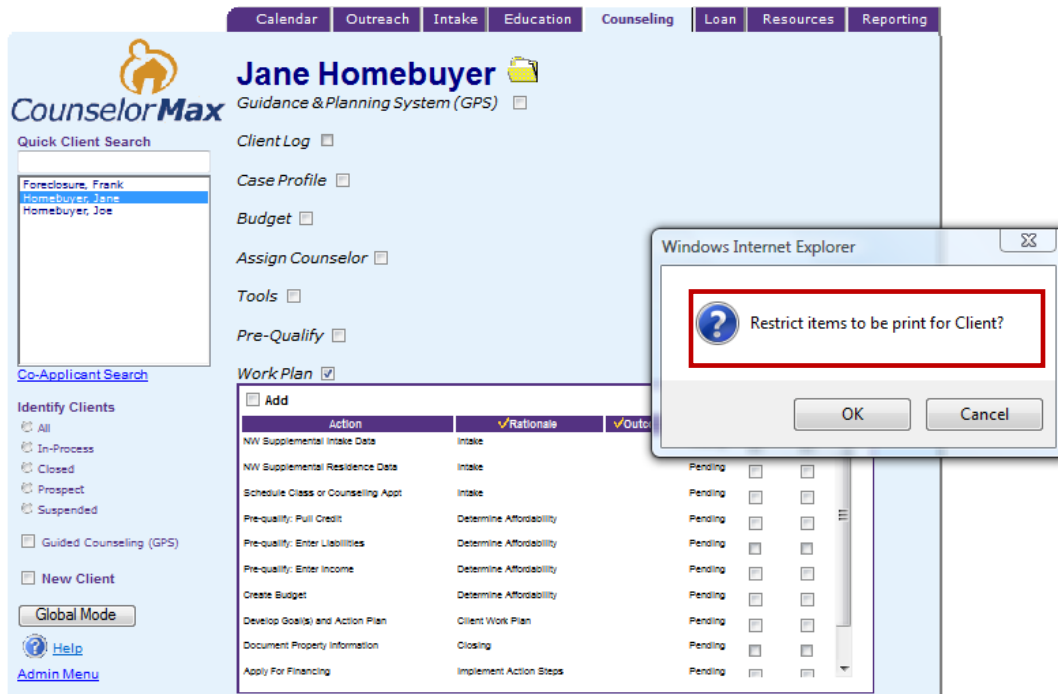 Calendar Outreach Intake Education Counseling Loan Resources Reporting
CounselorMax
Quick Client Search
Foreclosure, Frank
Homebuyer, Jane
Homebuyer, Joe
Co-Applicant Search
Identify Clients
All
In-Process
Closed
Prospect
Suspended
Guided Counseling (GPS)
New Client
Global Mode
Help
Admin Menu
Jane Homebuyer
Guidance & Planning System (GPS)
Client Log
Case Profile
Budget
Assign Counselor
Tools
Pre-Qualify
Work Plan
Add
Action Rationale
NW Supplemental Intake Data Intake
NW Supplemental Residence Data Intake Pending
Schedule Class or Counseling Appt Intake Pending
Pre-qualify: Pull Credit Determine Affordability Pending
Pre-qualify: Enter Liabilities Determine Affordability Pending
Pre-qualify: Enter Income Determine Affordability Pending
Create Budget Determine Affordability Pending
Develop Goal(s) and Action Plan Client Work Plan Pending
Document Property Information Closing Pending
Apply For Financing Implement Action Steps Pending
Windows Internet Explorer
Restrict items to be print for Client?
OK Cancel